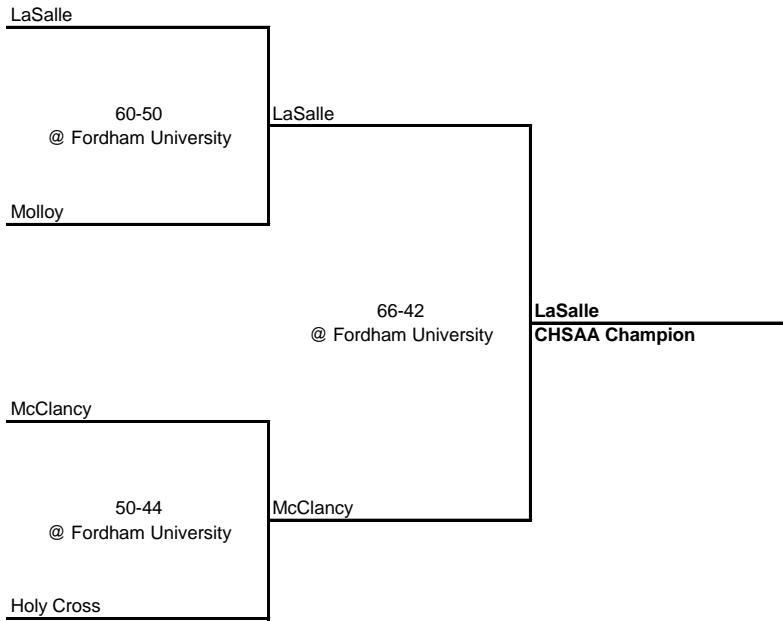 LaSalle
60-50
@ Fordham University
LaSalle
Molloy
66-42
@ Fordham University
LaSalle
CHSAA Champion
McClancy
50-44
@ Fordham University
McClancy
Holy Cross